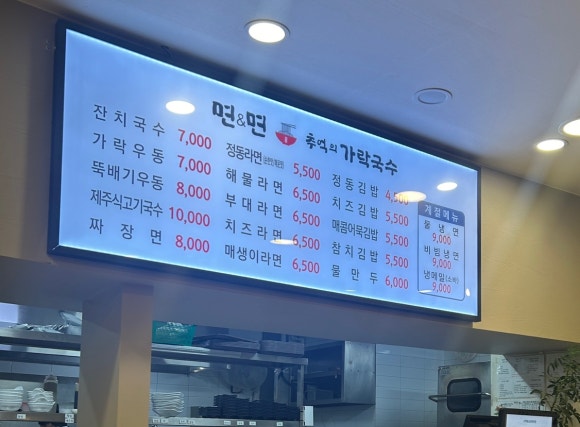 면&면 추억의 가락국수
잔치국수 7,000
가락우동 7,000
뚝배기우동 8,000
제주식고기국수 10,000
짜장면 8,000
정동라면 5,500
해물라면 6,500
부대라면 6,500
치즈라면 6,500
매생이라면 6,500
정동김밥 4,500
치즈김밥 5,500
매콤어묵김밥 5,500
참치김밥 5,500
물만두 6,000
계절메뉴
물냉면
9,000
비빔냉면
9,000
냉메밀(소바)
9,000